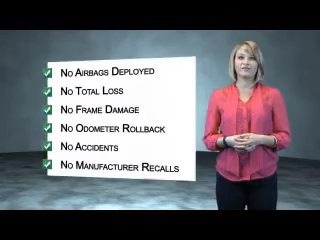 No Airbags Deployed
No Total Loss
No Frame Damage
No Odometer Rollback
No Accidents
No Manufacturer Recalls